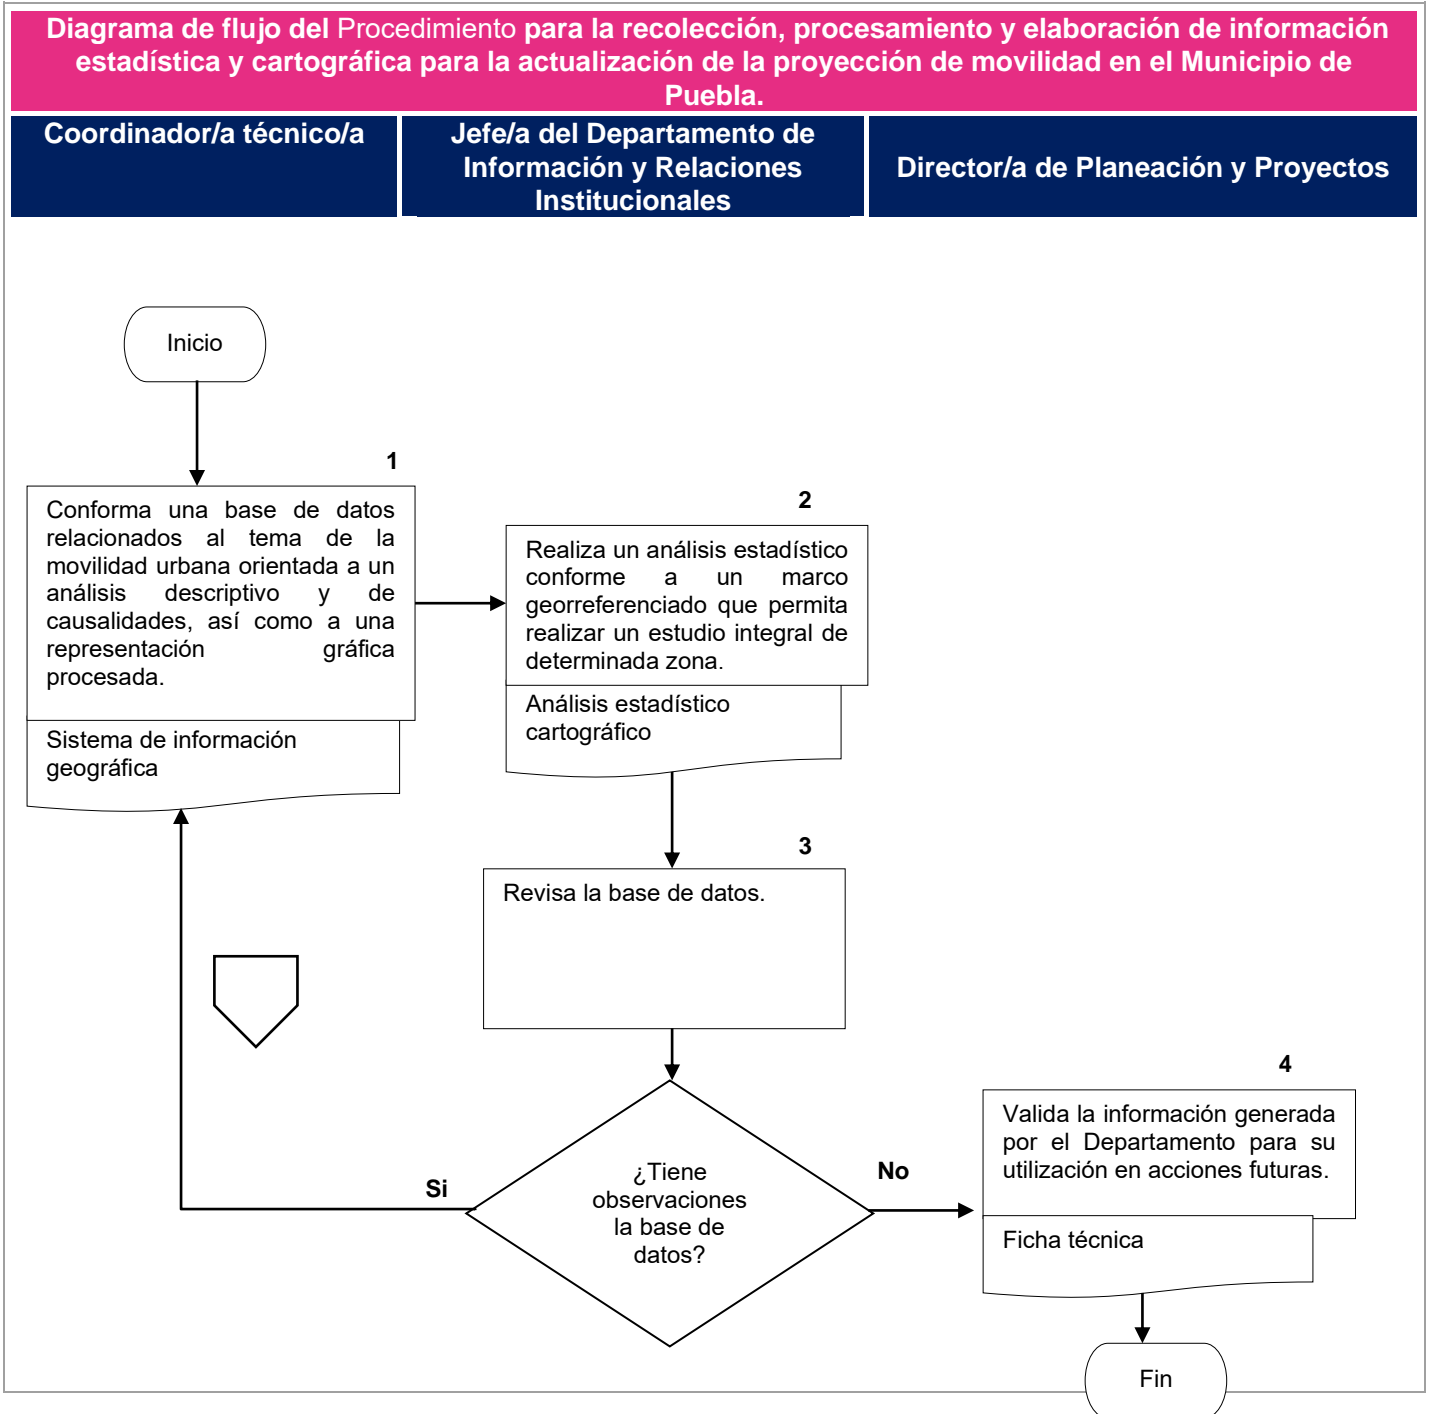 Diagrama de flujo del Procedimiento para la recolección, procesamiento y elaboración de información
estadística y cartográfica para la actualización de la proyección de movilidad en el Municipio de
Puebla.
Coordinador/a técnico/a
Jefe/a del Departamento de
Información y Relaciones
Institucionales
Director/a de Planeación y Proyectos
Inicio
1
Conforma una base de datos
relacionados al tema de la
movilidad urbana orientada a un
análisis descriptivo y de
causalidades, así como a una
representación gráfica
procesada.
Sistema de información
geográfica
2
Realiza un análisis estadístico
conforme a un marco
georreferenciado que permita
realizar un estudio integral de
determinada zona.
Análisis estadístico
cartográfico
3
Revisa la base de datos.
¿Tiene
observaciones
la base de
datos?
Si
No
4
Valida la información generada
por el Departamento para su
utilización en acciones futuras.
Ficha técnica
Fin